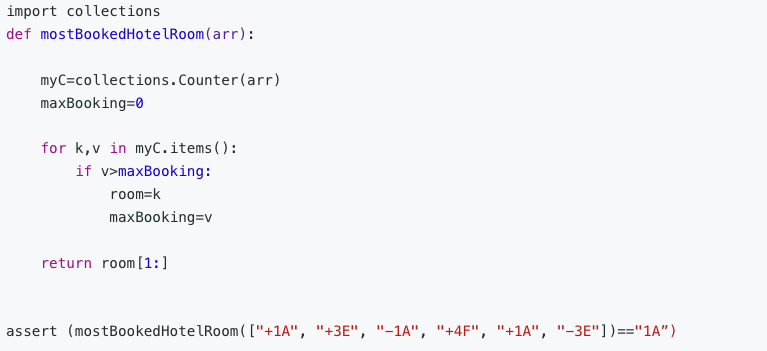 import collections
def mostBookedHotelRoom(arr):
    myC=collections.Counter(arr)
    maxBooking=0
    for k,v in myC.items():
        if v>maxBooking:
            room=k
            maxBooking=v
    return room[1:]
assert (mostBookedHotelRoom(["+1A", "+3E", "−1A", "+4F", "+1A", "−3E"])=="1A”)